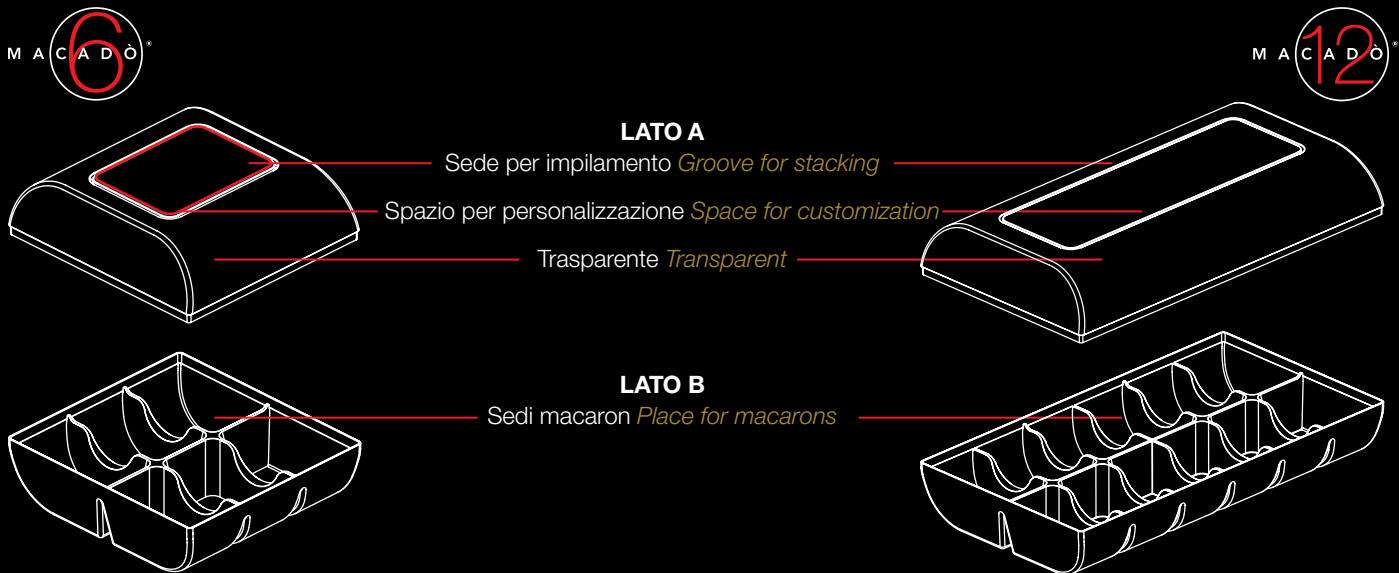 MACADÒ®
6
MACADÒ®
12
LATO A
Sede per impilamento Groove for stacking
Spazio per personalizzazione Space for customization
Trasparente Transparent
LATO B
Sedi macaron Place for macarons